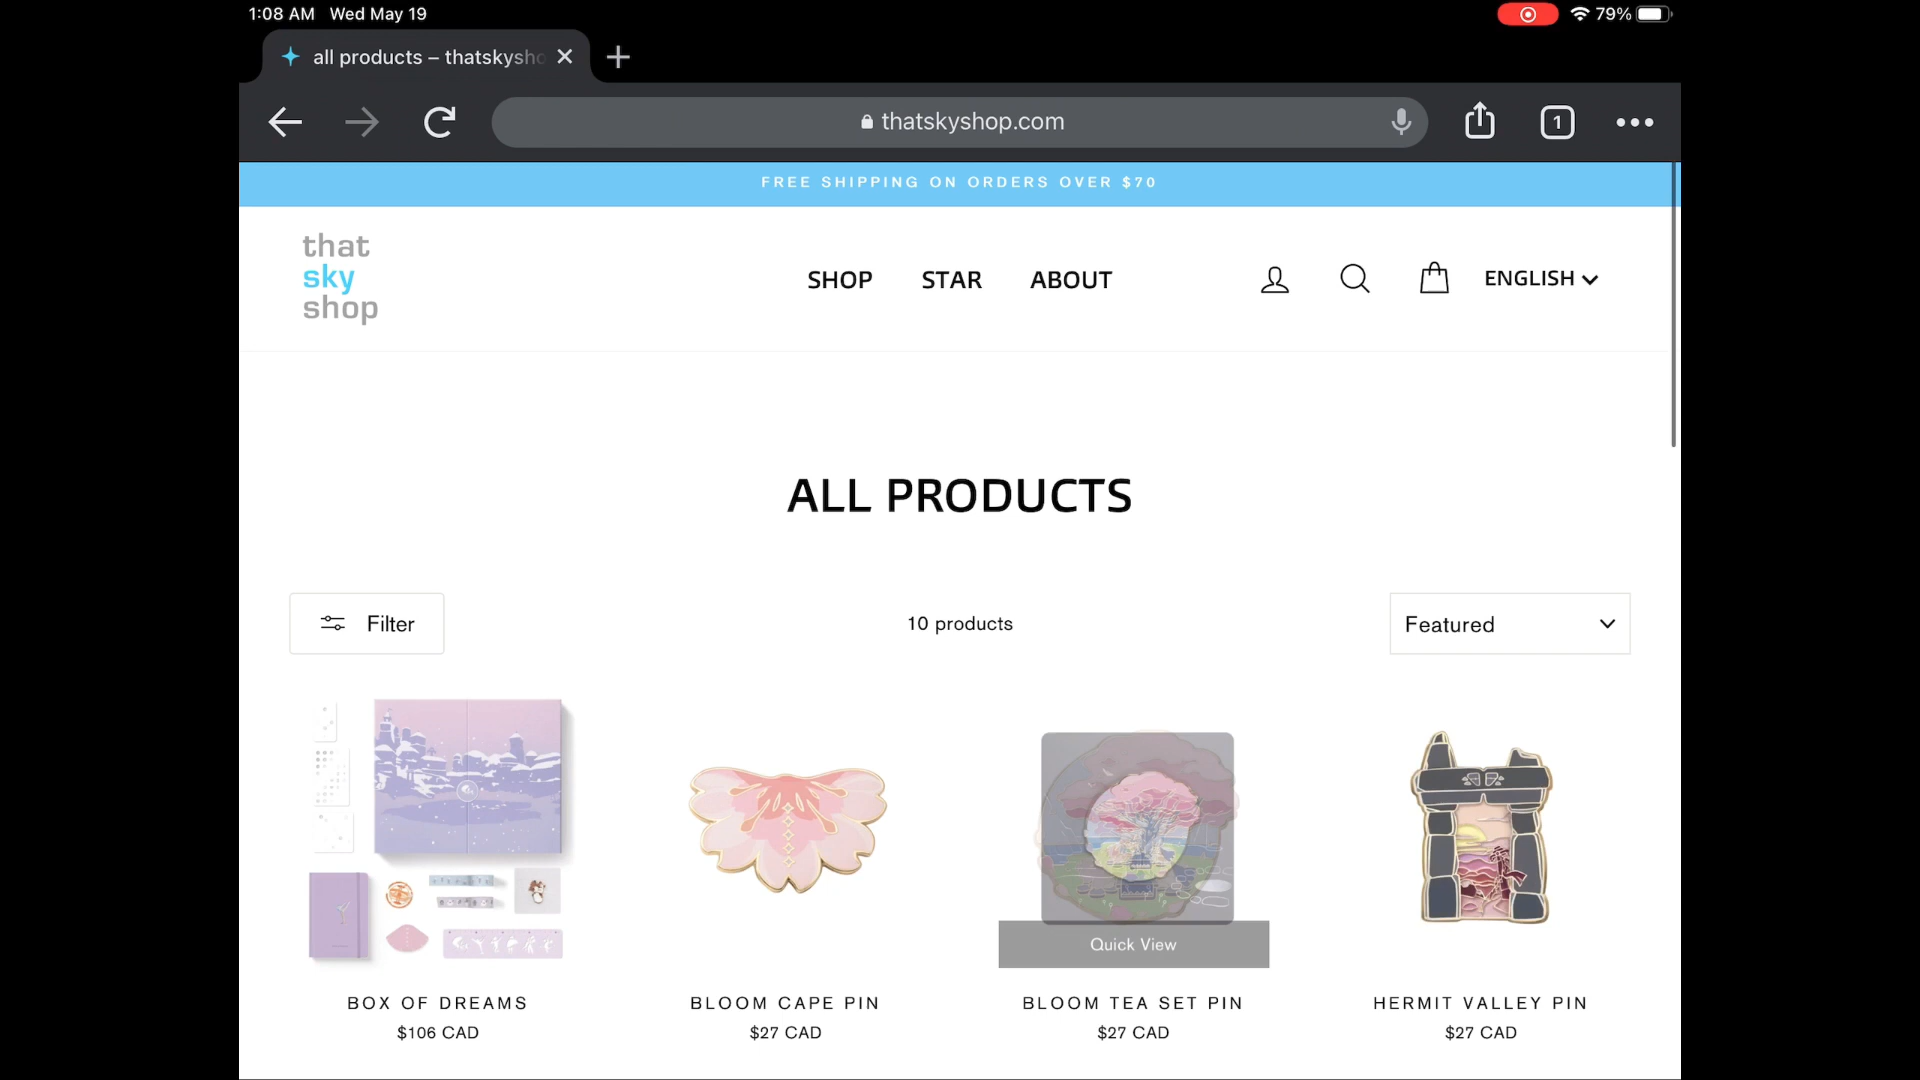 1:08 AM Wed May 19
79%
all products – thatskysho
thatskyshop.com
1
FREE SHIPPING ON ORDERS OVER $70
that
sky
shop
SHOP STAR ABOUT
ENGLISH
ALL PRODUCTS
Filter
10 products
Featured
Quick View
BOX OF DREAMS
$106 CAD
BLOOM CAPE PIN
$27 CAD
BLOOM TEA SET PIN
$27 CAD
HERMIT VALLEY PIN
$27 CAD